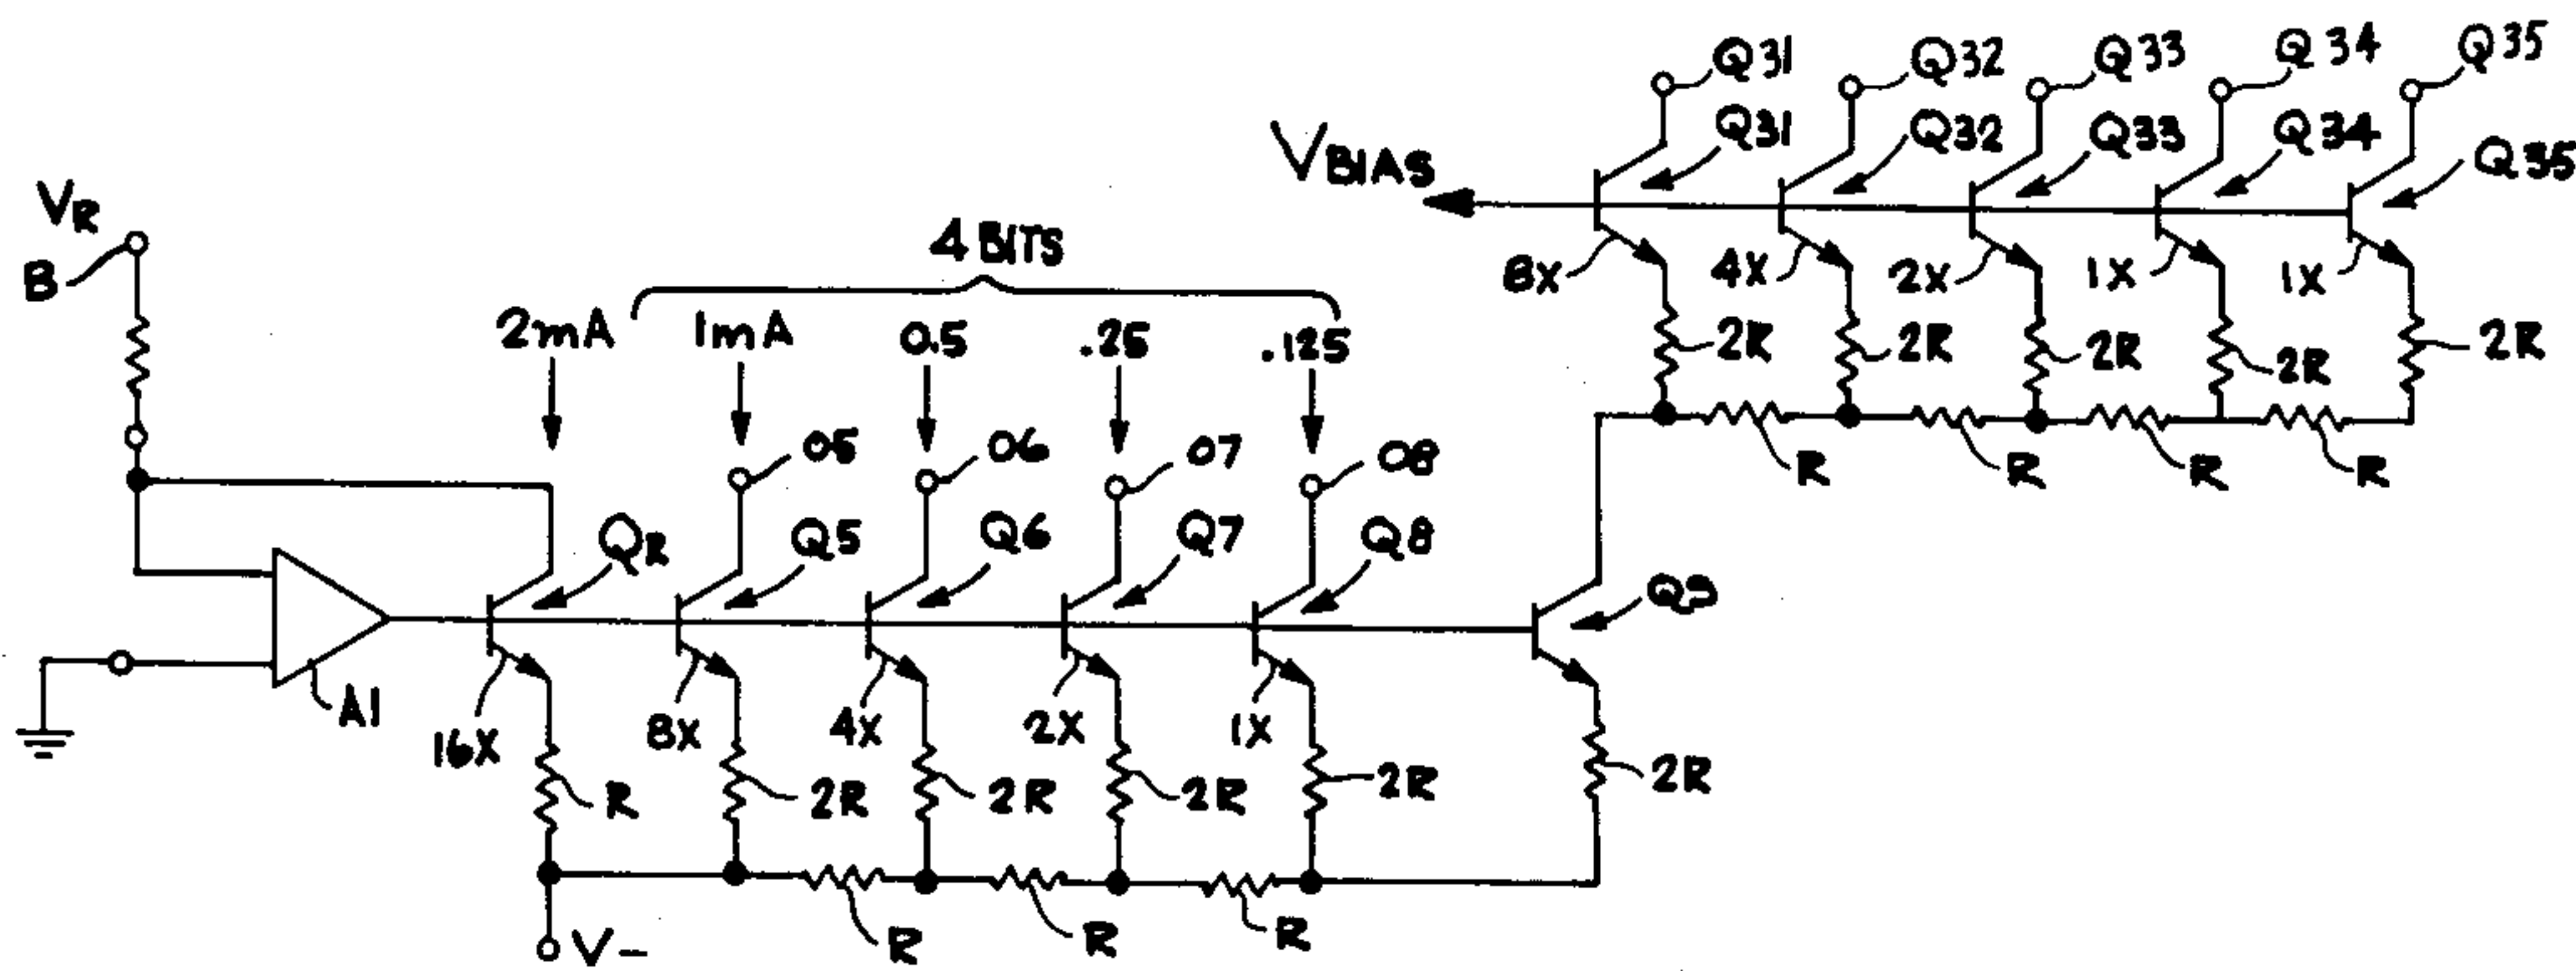 Q31 Q32 Q33 Q34 Q35
Q31 Q32 Q33 Q34 Q35
VBIAS
8X 4X 2X 1X 1X
2R 2R 2R 2R 2R
R R R R
VR
B
4 BITS
2mA 1mA 0.5 .25 .125
05 06 07 08
QR Q5 Q6 Q7 Q8 Q9
A1
16X 8X 4X 2X 1X
R 2R 2R 2R 2R 2R
R R R
V-